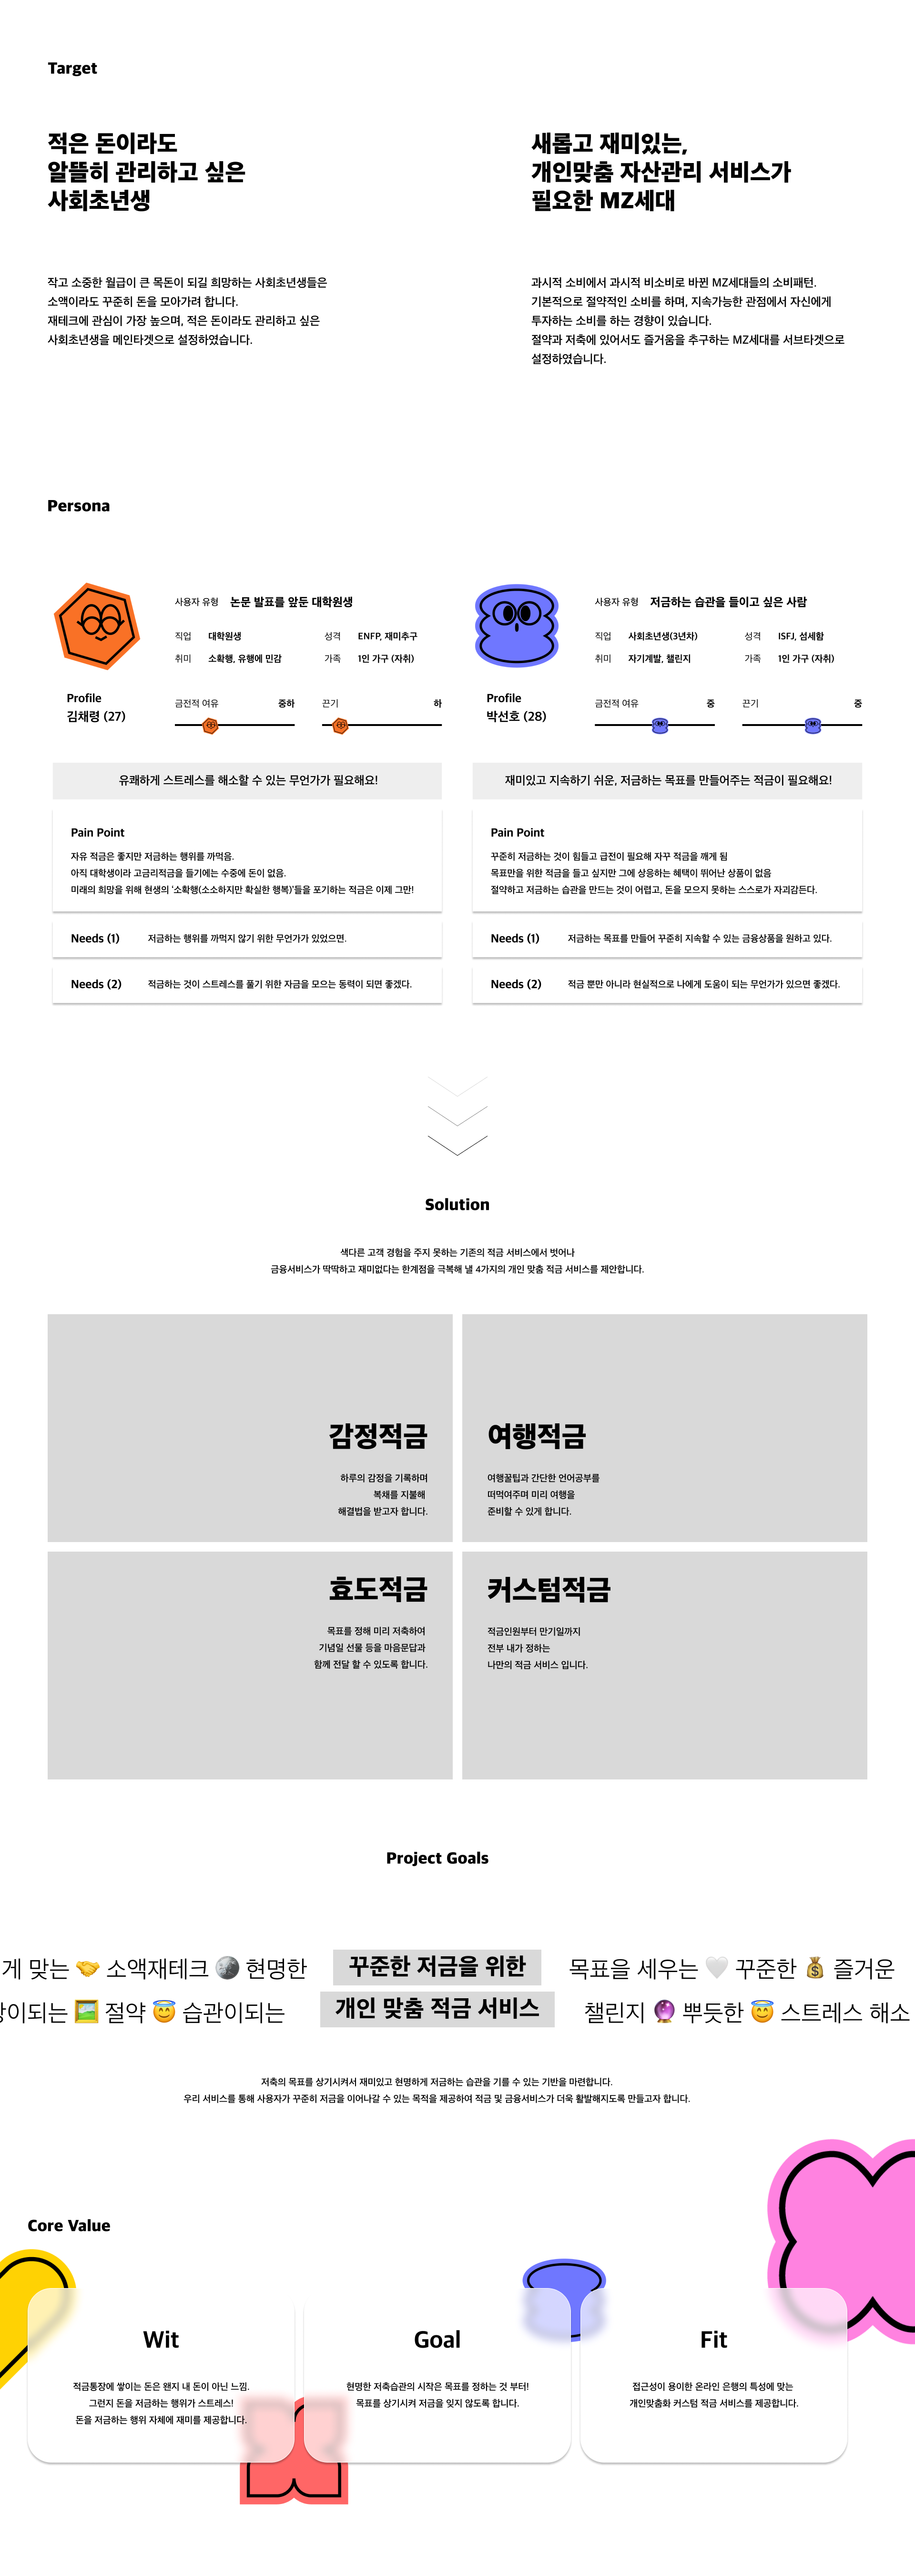 Target
적은 돈이라도
알뜰히 관리하고 싶은
사회초년생
작고 소중한 월급이 큰 목돈이 되길 희망하는 사회초년생들은
소액이라도 꾸준히 돈을 모아가려 합니다.
재테크에 관심이 가장 높으며, 적은 돈이라도 관리하고 싶은
사회초년생을 메인타겟으로 설정하였습니다.
새롭고 재미있는,
개인맞춤 자산관리 서비스가
필요한 MZ세대
과시적 소비에서 과시적 비소비로 바뀐 MZ세대들의 소비패턴.
기본적으로 절약적인 소비를 하며, 지속가능한 관점에서 자신에게
투자하는 소비를 하는 경향이 있습니다.
절약과 저축에 있어서도 즐거움을 추구하는 MZ세대를 서브타겟으로
설정하였습니다.
Persona
사용자 유형 논문 발표를 앞둔 대학원생
직업 대학원생 성격 ENFP, 재미추구
취미 소확행, 유행에 민감 가족 1인 가구 (자취)
Profile
김채령 (27)
금전적 여유 중하 끈기 하
유쾌하게 스트레스를 해소할 수 있는 무언가가 필요해요!
Pain Point
자유 적금은 좋지만 저금하는 행위를 까먹음.
아직 대학생이라 고금리적금을 들기에는 수중에 돈이 없음.
미래의 희망을 위해 현생의 '소확행(소소하지만 확실한 행복)'들을 포기하는 적금은 이제 그만!
Needs (1) 저금하는 행위를 까먹지 않기 위한 무언가가 있었으면.
Needs (2) 적금하는 것이 스트레스를 풀기 위한 자금을 모으는 동력이 되면 좋겠다.
사용자 유형 저금하는 습관을 들이고 싶은 사람
직업 사회초년생(3년차) 성격 ISFJ, 섬세함
취미 자기계발, 챌린지 가족 1인 가구 (자취)
Profile
박선호 (28)
금전적 여유 중 끈기 중
재미있고 지속하기 쉬운, 저금하는 목표를 만들어주는 적금이 필요해요!
Pain Point
꾸준히 저금하는 것이 힘들고 급전이 필요해 자꾸 적금을 깨게 됨
목표만을 위한 적금을 들고 싶지만 그에 상응하는 혜택이 뛰어난 상품이 없음
절약하고 저금하는 습관을 만드는 것이 어렵고, 돈을 모으지 못하는 스스로가 자괴감든다.
Needs (1) 저금하는 목표를 만들어 꾸준히 지속할 수 있는 금융상품을 원하고 있다.
Needs (2) 적금 뿐만 아니라 현실적으로 나에게 도움이 되는 무언가가 있으면 좋겠다.
Solution
색다른 고객 경험을 주지 못하는 기존의 적금 서비스에서 벗어나
금융서비스가 딱딱하고 재미없다는 한계점을 극복해 낼 4가지의 개인 맞춤 적금 서비스를 제안합니다.
감정적금
하루의 감정을 기록하며
복채를 지불해
해결법을 받고자 합니다.
여행적금
여행꿀팁과 간단한 언어공부를
떠먹여주며 미리 여행을
준비할 수 있게 합니다.
효도적금
목표를 정해 미리 저축하여
기념일 선물 등을 마음문답과
함께 전달 할 수 있도록 합니다.
커스텀적금
적금인원부터 만기일까지
전부 내가 정하는
나만의 적금 서비스 입니다.
Project Goals
게 맞는 🤝 소액재테크 🌚 현명한 꾸준한 저금을 위한 목표를 세우는 🤍 꾸준한 💰 즐거운
이되는 🖼️ 절약 😇 습관이되는 개인 맞춤 적금 서비스 챌린지 🔮 뿌듯한 😇 스트레스 해소
저축의 목표를 상기시켜서 재미있고 현명하게 저금하는 습관을 기를 수 있는 기반을 마련합니다.
우리 서비스를 통해 사용자가 꾸준히 저금을 이어나갈 수 있는 목적을 제공하여 적금 및 금융서비스가 더욱 활발해지도록 만들고자 합니다.
Core Value
Wit
적금통장에 쌓이는 돈은 왠지 내 돈이 아닌 느낌.
그런지 돈을 저금하는 행위가 스트레스!
돈을 저금하는 행위 자체에 재미를 제공합니다.
Goal
현명한 저축습관의 시작은 목표를 정하는 것 부터!
목표를 상기시켜 저금을 잊지 않도록 합니다.
Fit
접근성이 용이한 온라인 은행의 특성에 맞는
개인맞춤화 커스텀 적금 서비스를 제공합니다.